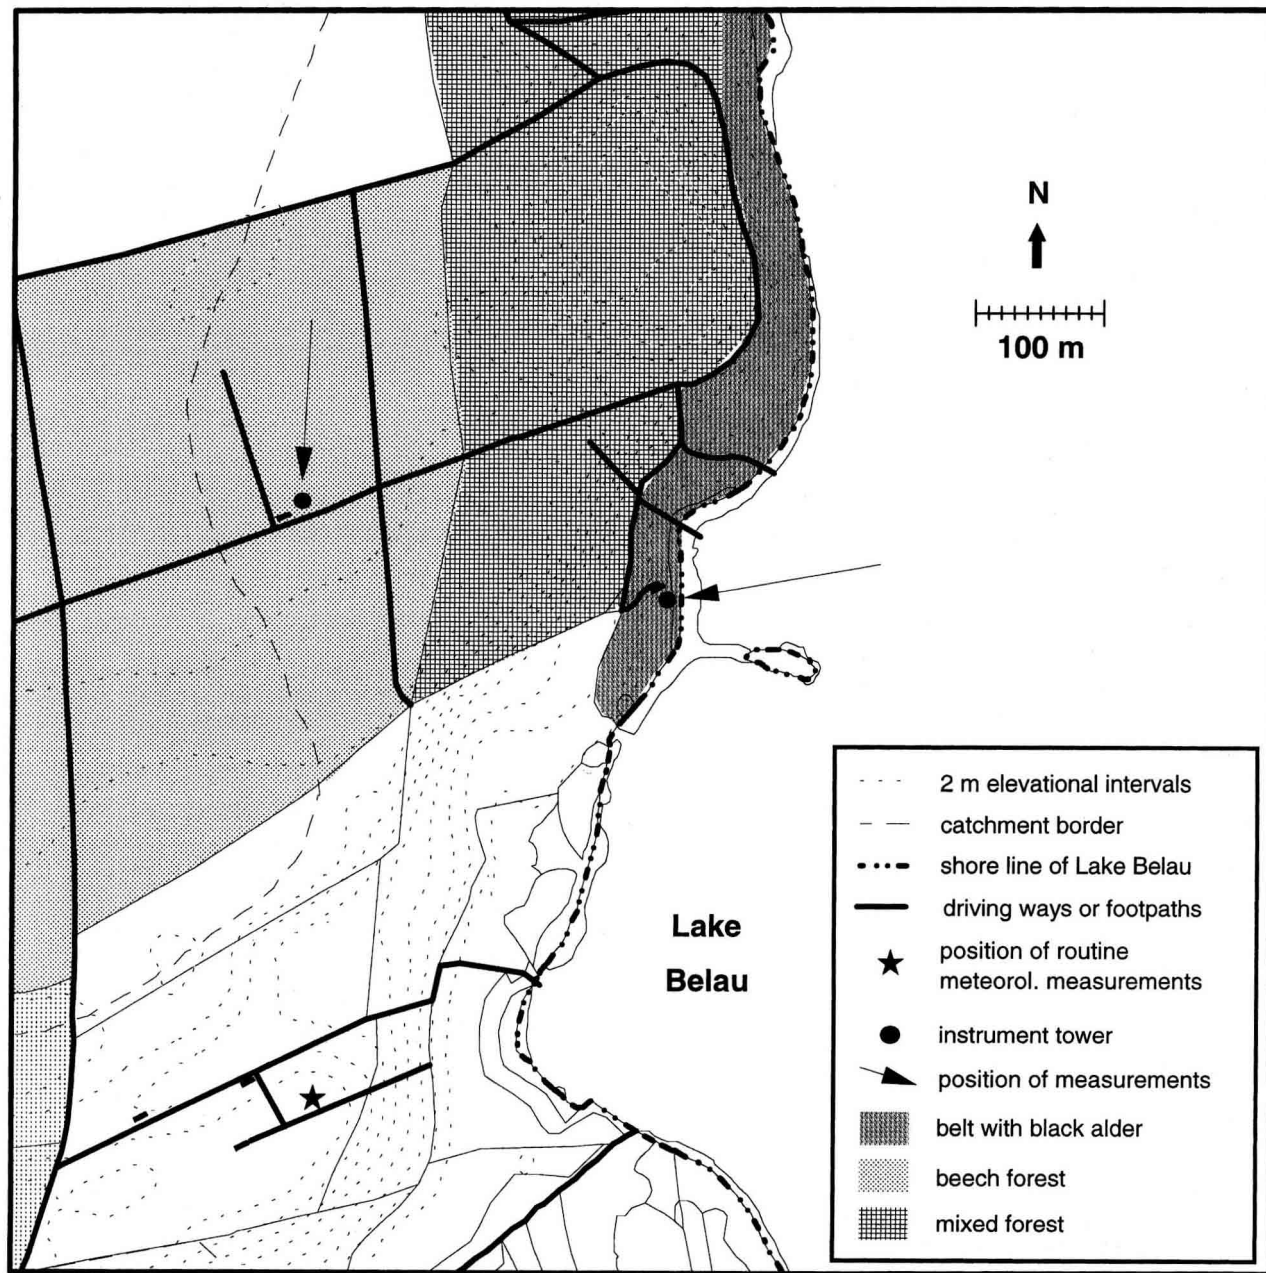 N
100 m
Lake
Belau
2 m elevational intervals
catchment border
shore line of Lake Belau
driving ways or footpaths
position of routine
meteorol. measurements
instrument tower
position of measurements
belt with black alder
beech forest
mixed forest